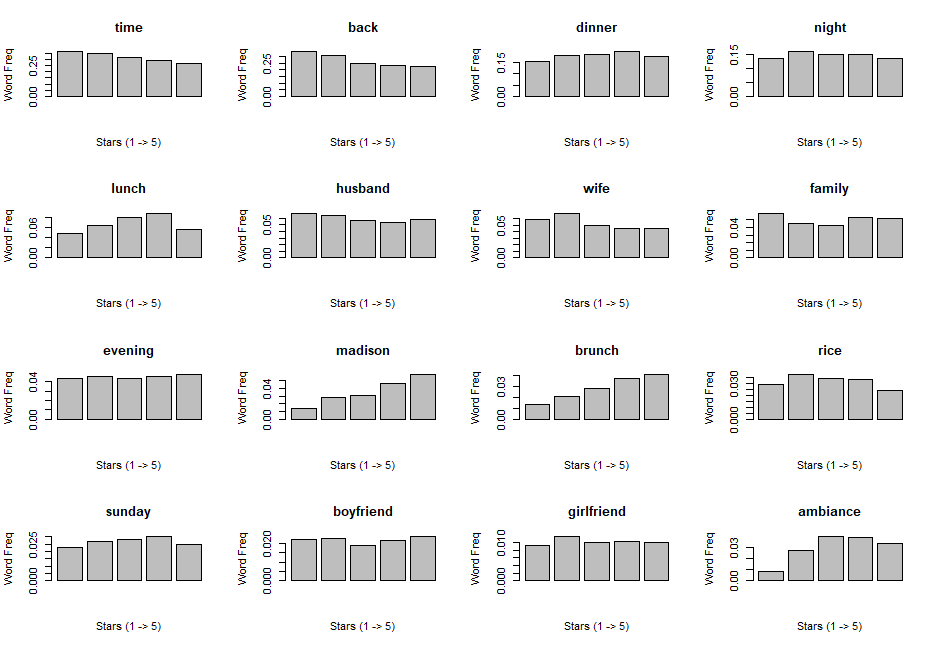 time
Word Freq
0.00 0.25
Stars (1 -> 5)
back
Word Freq
0.00 0.25
Stars (1 -> 5)
dinner
Word Freq
0.00 0.15
Stars (1 -> 5)
night
Word Freq
0.00 0.15
Stars (1 -> 5)
lunch
Word Freq
0.00 0.06
Stars (1 -> 5)
husband
Word Freq
0.00 0.05
Stars (1 -> 5)
wife
Word Freq
0.00 0.05
Stars (1 -> 5)
family
Word Freq
0.00 0.04
Stars (1 -> 5)
evening
Word Freq
0.00 0.04
Stars (1 -> 5)
madison
Word Freq
0.00 0.04
Stars (1 -> 5)
brunch
Word Freq
0.00 0.03
Stars (1 -> 5)
rice
Word Freq
0.000 0.030
Stars (1 -> 5)
sunday
Word Freq
0.000 0.025
Stars (1 -> 5)
boyfriend
Word Freq
0.000 0.020
Stars (1 -> 5)
girlfriend
Word Freq
0.000 0.010
Stars (1 -> 5)
ambiance
Word Freq
0.00 0.03
Stars (1 -> 5)